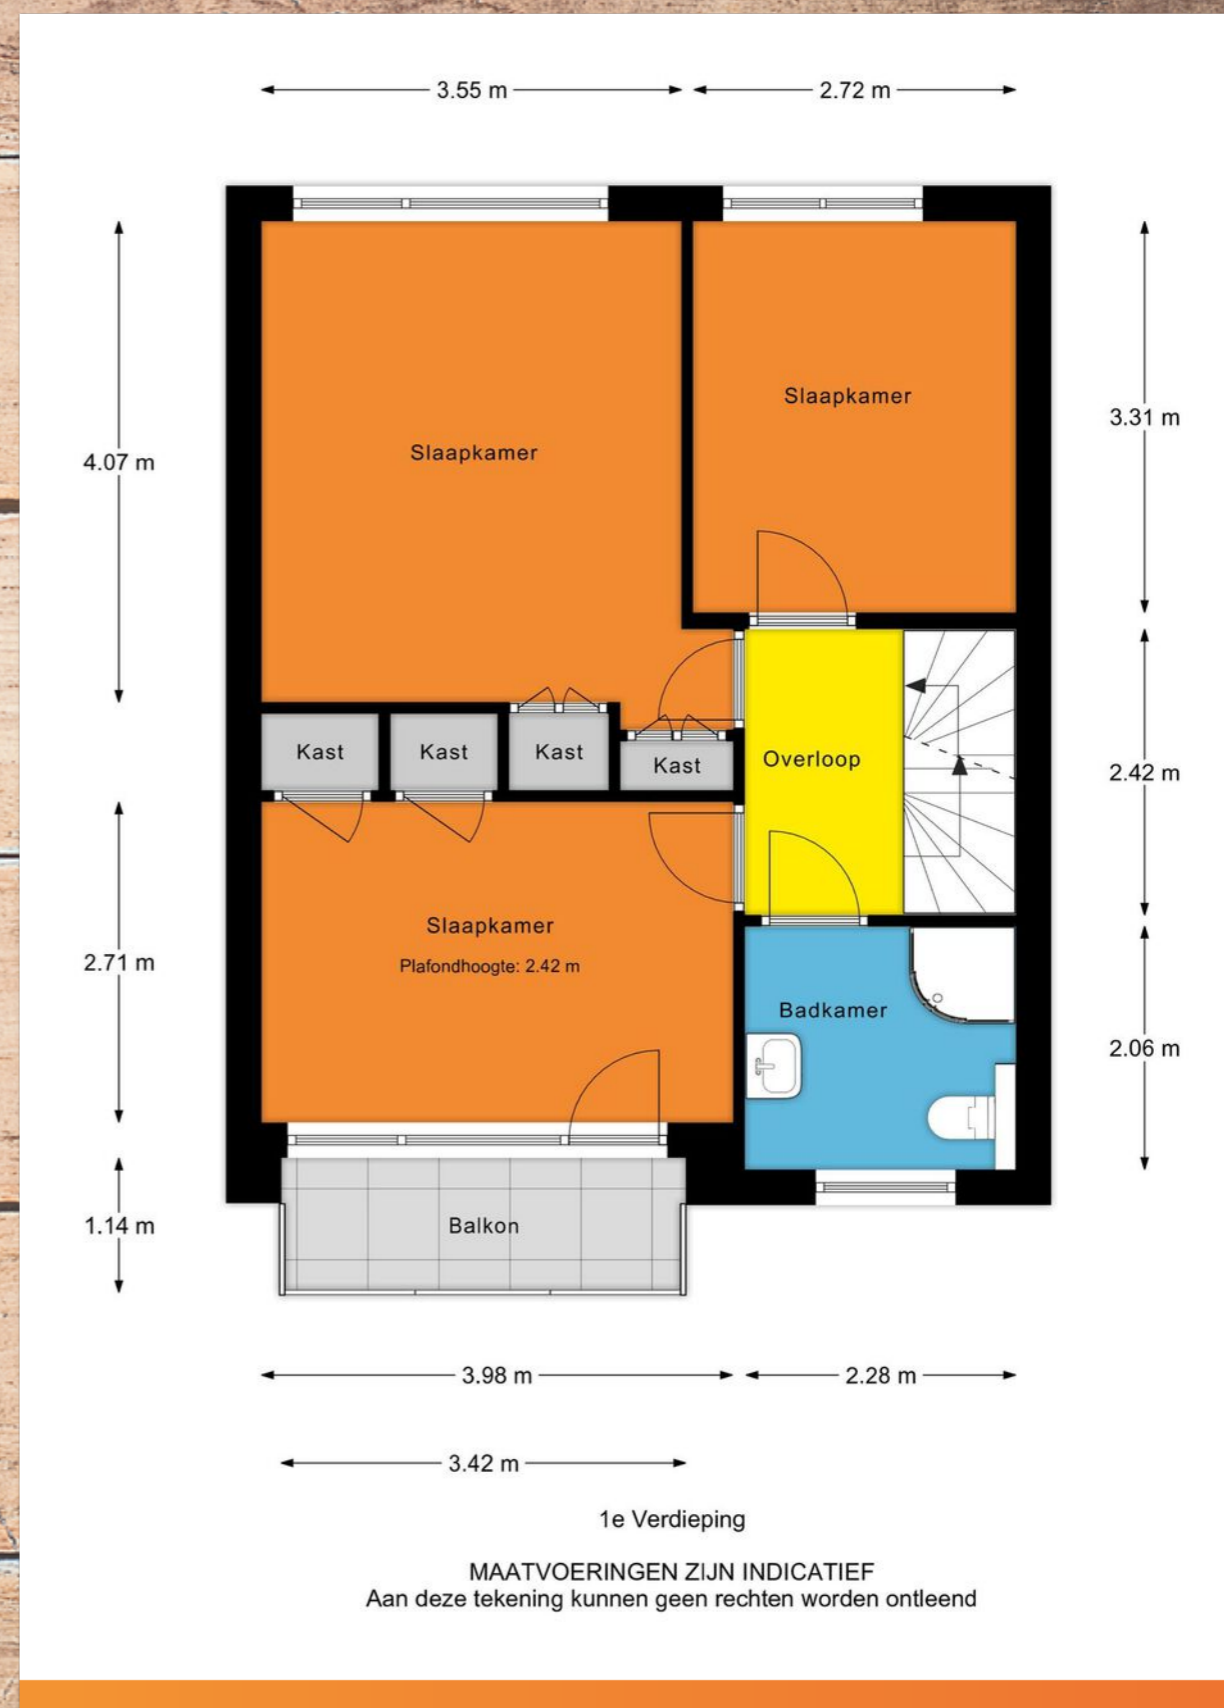 3.55 m
2.72 m
Slaapkamer
3.31 m
Slaapkamer
4.07 m
Kast
Kast
Kast
Kast
Overloop
2.42 m
Slaapkamer
Plafondhoogte: 2.42 m
2.71 m
Badkamer
2.06 m
1.14 m
Balkon
3.98 m
2.28 m
3.42 m
1e Verdieping
MAATVOERINGEN ZIJN INDICATIEF
Aan deze tekening kunnen geen rechten worden ontleend